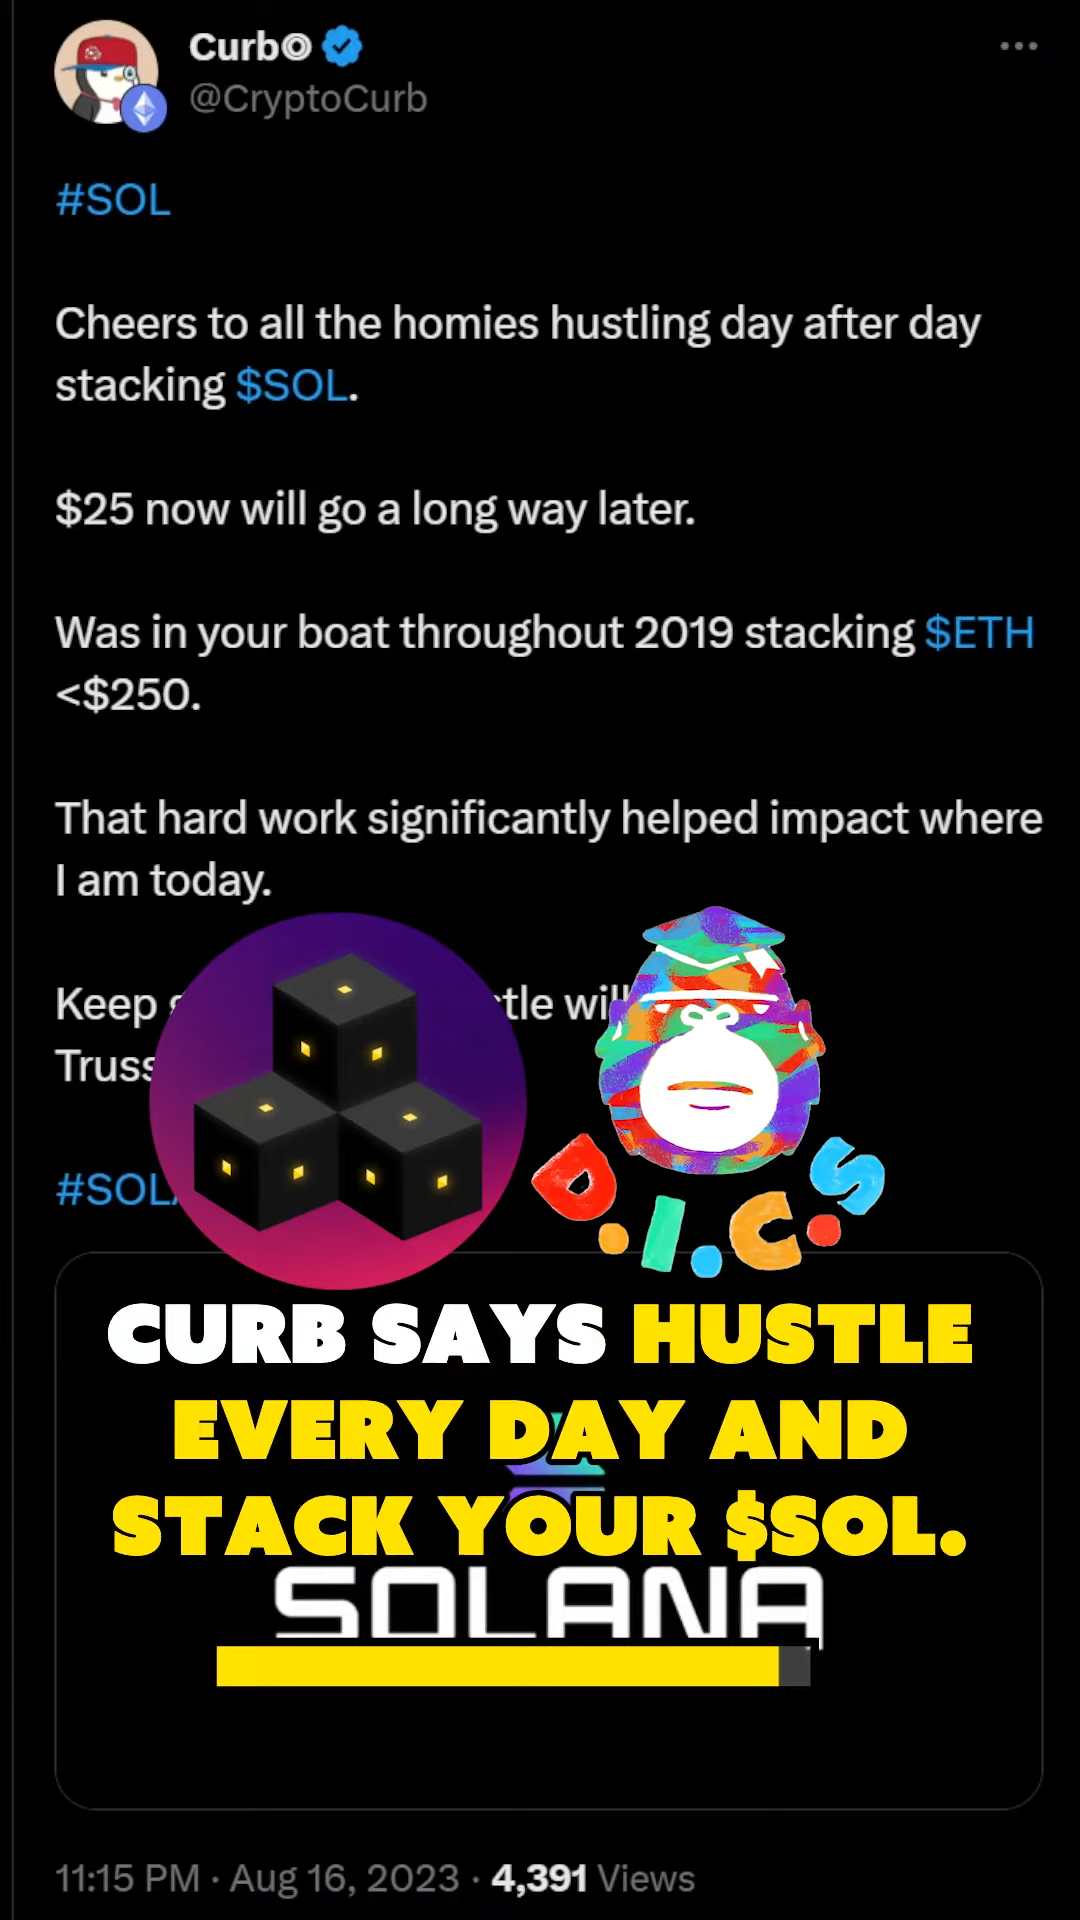 Curb
@CryptoCurb
#SOL
Cheers to all the homies hustling day after day
stacking $SOL.
$25 now will go a long way later.
Was in your boat throughout 2019 stacking $ETH
<$250.
That hard work significantly helped impact where
I am today.
Keep
will
D.I.C.S
CURB SAYS HUSTLE
EVERY DAY AND
STACK YOUR $SOL.
SOLANA
11:15 PM · Aug 16, 2023 · 4,391 Views